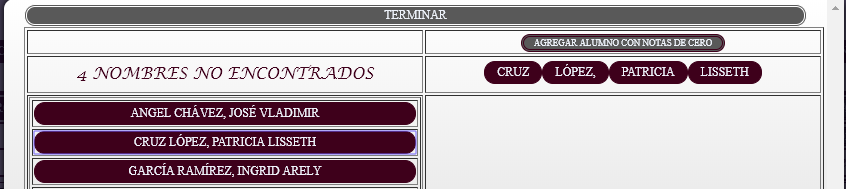 TERMINAR
AGREGAR ALUMNO CON NOTAS DE CERO
4 NOMBRES NO ENCONTRADOS
CRUZ LÓPEZ, PATRICIA LISSETH
ANGEL CHÁVEZ, JOSÉ VLADIMIR
CRUZ LÓPEZ, PATRICIA LISSETH
GARCÍA RAMÍREZ, INGRID ARELY